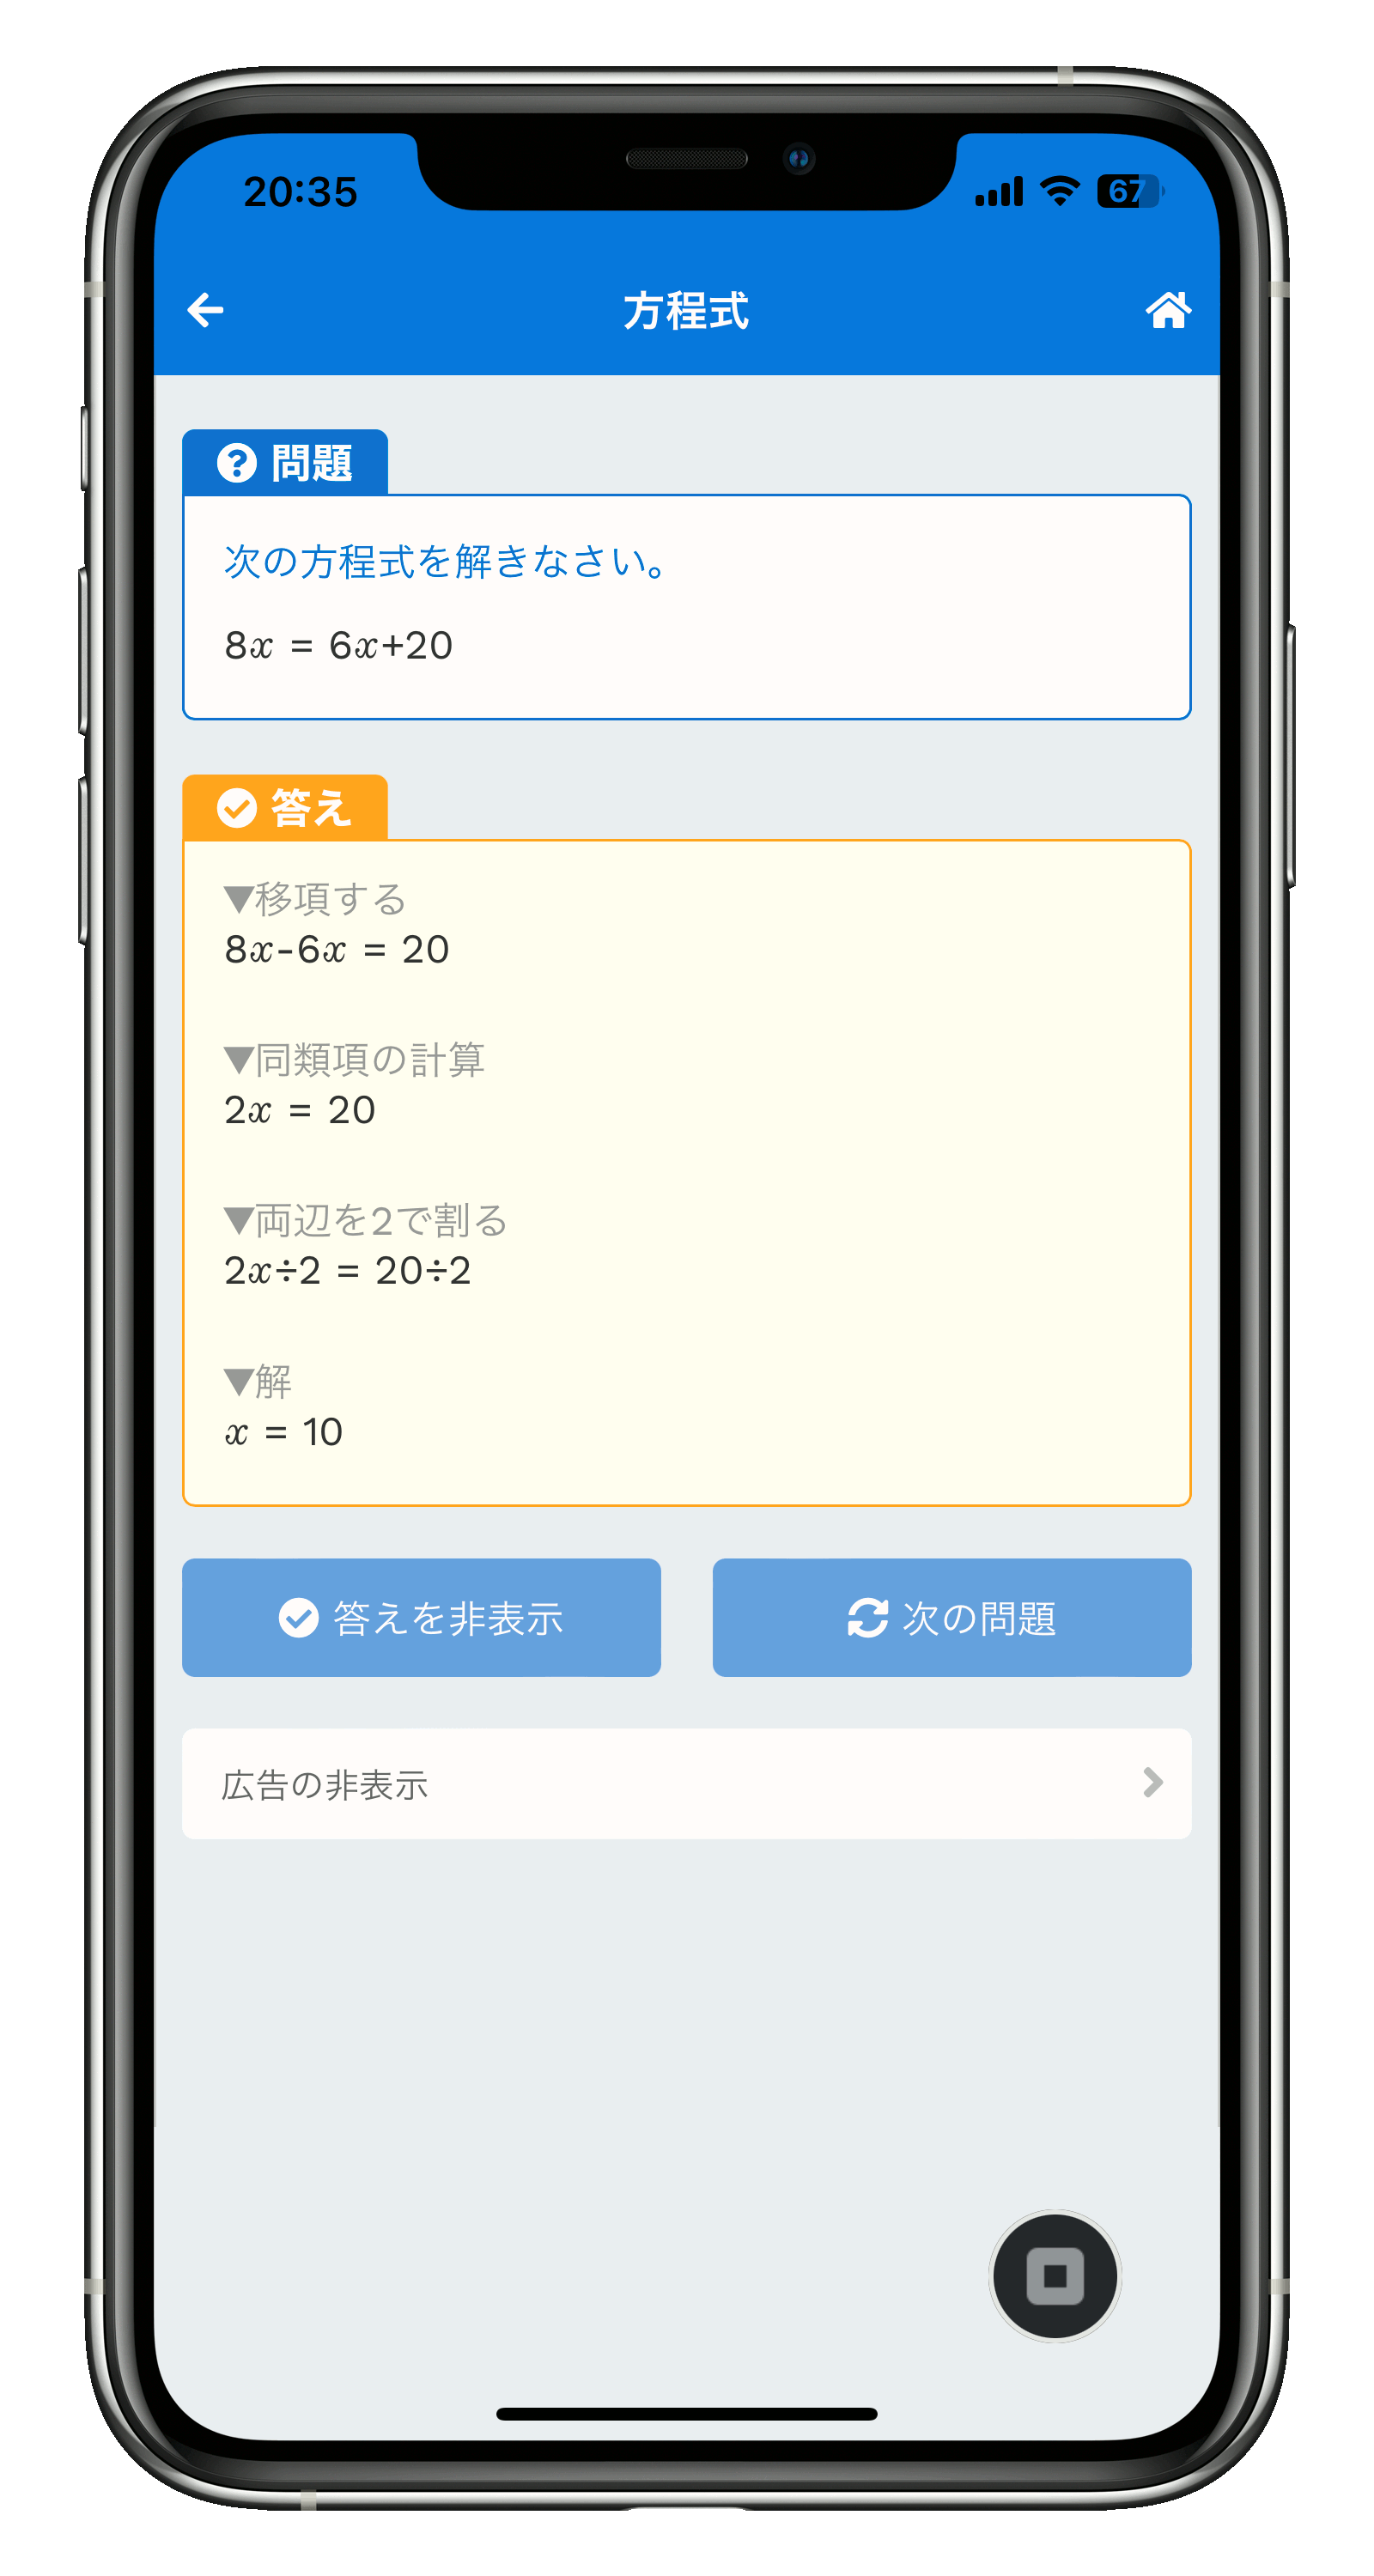 20:35
67
方程式
問題
次の方程式を解きなさい。
8x = 6x+20
答え
▼移項する
8x-6x = 20
▼同類項の計算
2x = 20
▼両辺を2で割る
2x÷2 = 20÷2
▼解
x = 10
答えを非表示
次の問題
広告の非表示